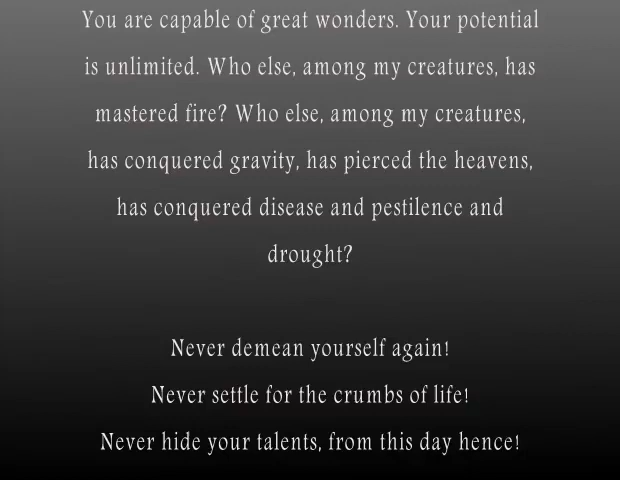 You are capable of great wonders. Your potential
is unlimited. Who else, among my creatures, has
mastered fire? Who else, among my creatures,
has conquered gravity, has pierced the heavens,
has conquered disease and pestilence and
drought?
Never demean yourself again!
Never settle for the crumbs of life!
Never hide your talents, from this day hence!